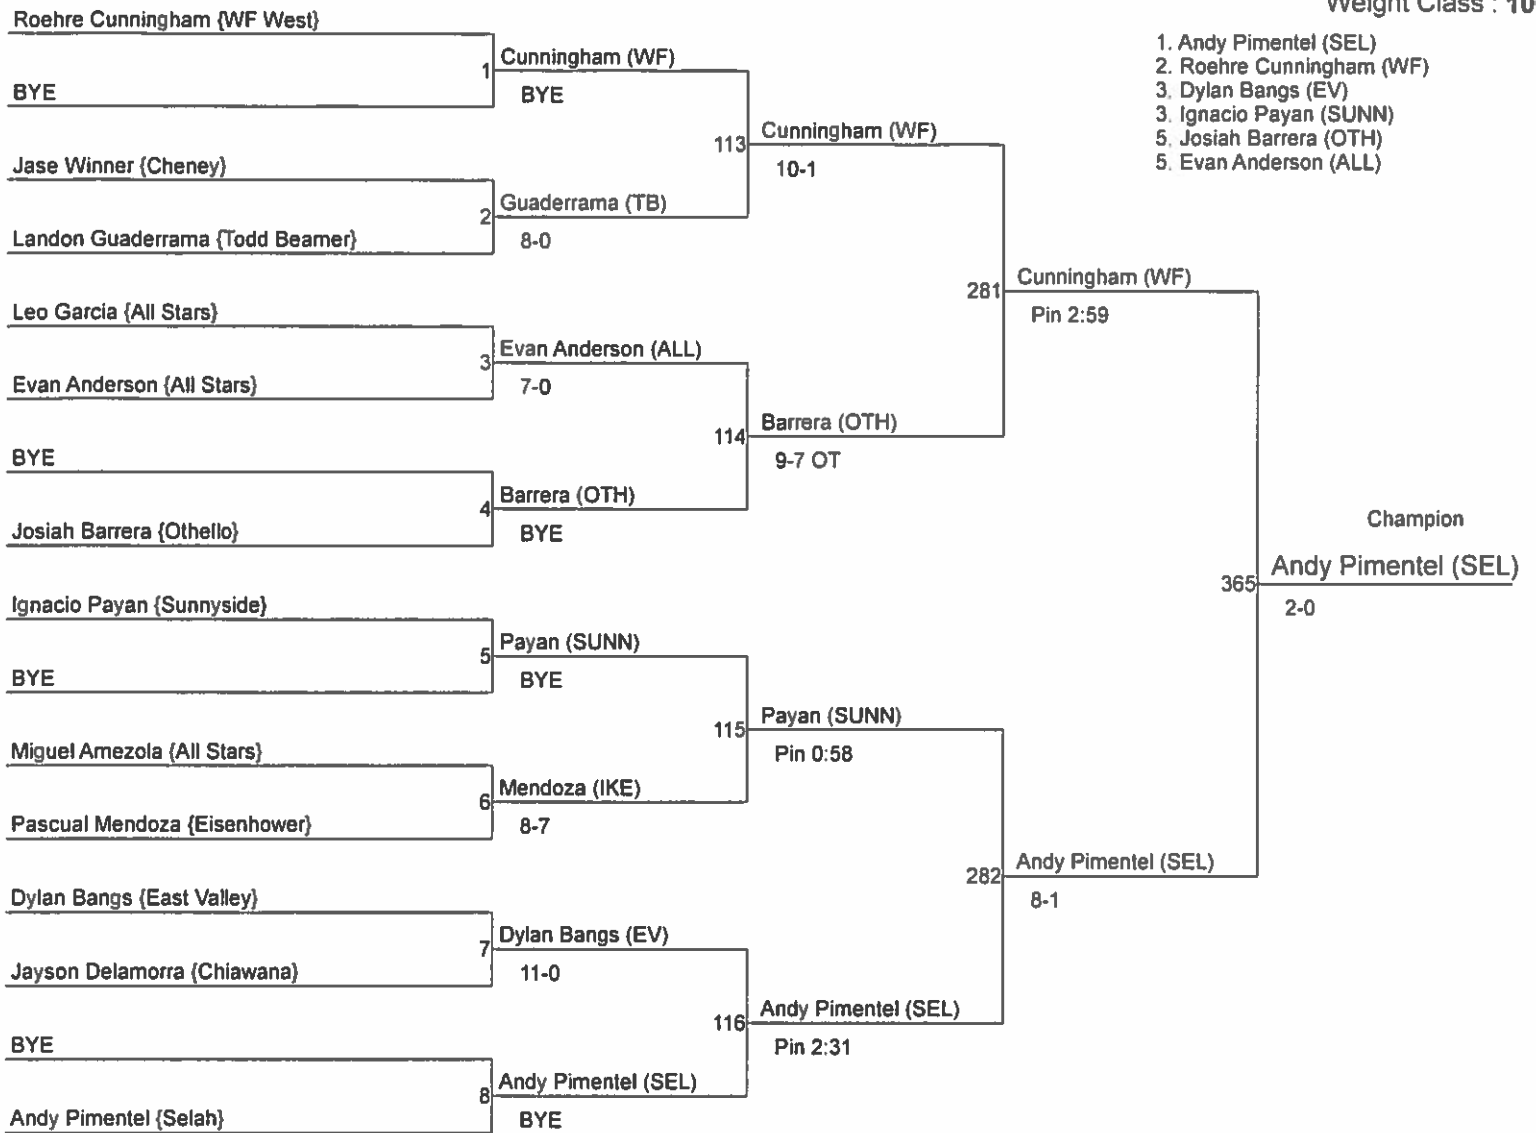 Weight Class : 10
1. Andy Pimentel (SEL)
2. Roehre Cunningham (WF)
3. Dylan Bangs (EV)
3. Ignacio Payan (SUNN)
5. Josiah Barrera (OTH)
5. Evan Anderson (ALL)
Roehre Cunningham {WF West}
1 Cunningham (WF)
BYE
BYE
113 Cunningham (WF)
10-1
Jase Winner {Cheney}
2 Guaderrama (TB)
8-0
Landon Guaderrama {Todd Beamer}
281 Cunningham (WF)
Pin 2:59
Leo Garcia {All Stars}
3 Evan Anderson (ALL)
7-0
Evan Anderson {All Stars}
114 Barrera (OTH)
9-7 OT
BYE
4 Barrera (OTH)
BYE
Josiah Barrera {Othello}
Champion
365 Andy Pimentel (SEL)
2-0
Ignacio Payan {Sunnyside}
5 Payan (SUNN)
BYE
BYE
115 Payan (SUNN)
Pin 0:58
Miguel Amezola {All Stars}
6 Mendoza (IKE)
8-7
Pascual Mendoza {Eisenhower}
282 Andy Pimentel (SEL)
8-1
Dylan Bangs {East Valley}
7 Dylan Bangs (EV)
11-0
Jayson Delamorra {Chiawana}
116 Andy Pimentel (SEL)
Pin 2:31
BYE
8 Andy Pimentel (SEL)
BYE
Andy Pimentel {Selah}